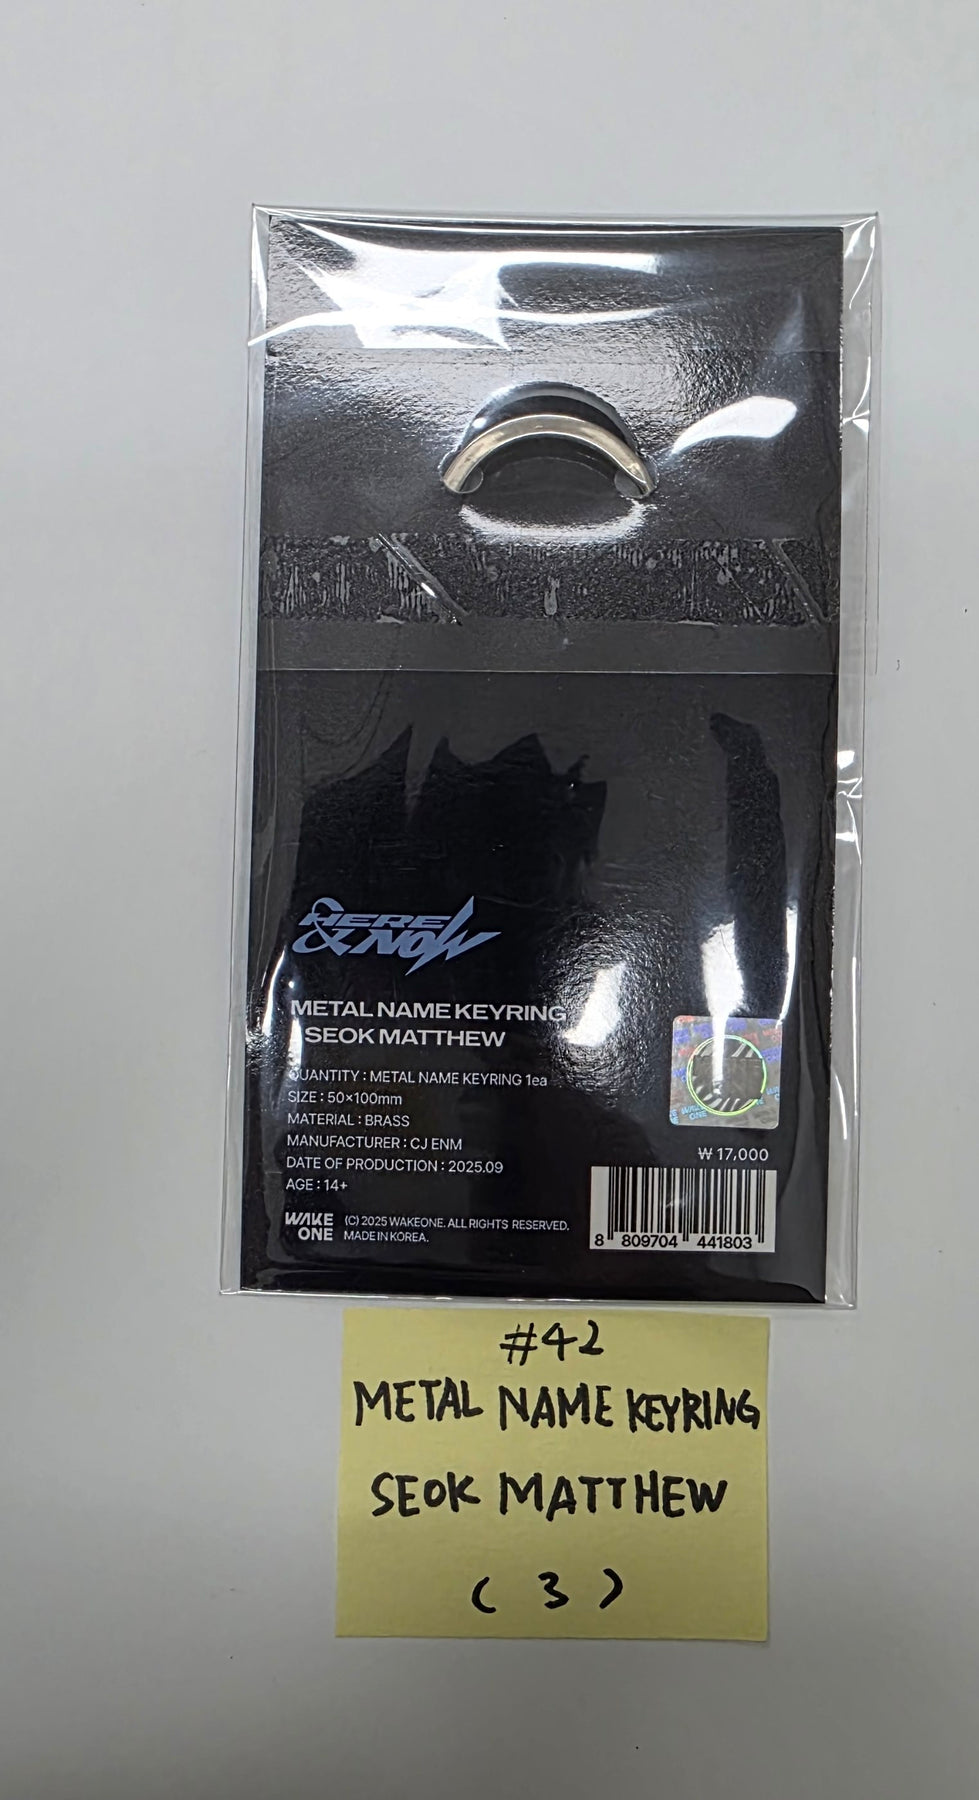 HERE
& NOW
METAL NAME KEYRING
SEOK MATTHEW
QUANTITY : METAL NAME KEYRING 1ea
SIZE : 50×100mm
MATERIAL : BRASS
MANUFACTURER : CJ ENM
DATE OF PRODUCTION : 2025.09
AGE : 14+
WAKE
ONE
(C) 2025 WAKEONE. ALL RIGHTS RESERVED.
MADE IN KOREA.
WAKE
ONE
₩ 17,000
8 809704 441803
#42
METAL NAME KEYRING
SEOK MATTHEW
( 3 )